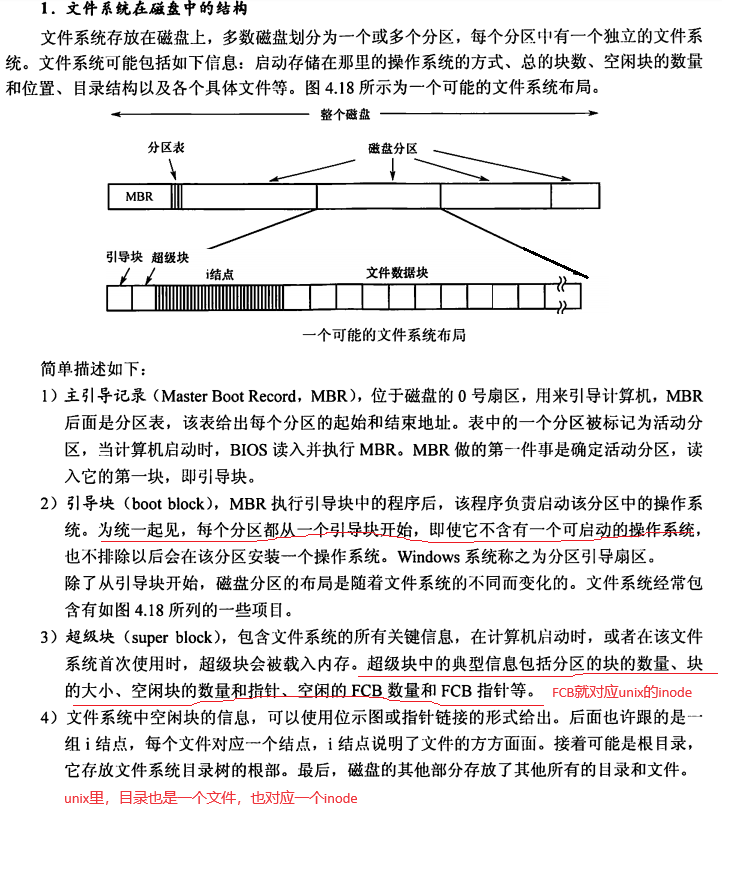 1．文件系统在磁盘中的结构
文件系统存放在磁盘上，多数磁盘划分为一个或多个分区，每个分区中有一个独立的文件系
统。文件系统可能包括如下信息：启动存储在那里的操作系统的方式、总的块数、空闲块的数量
和位置、目录结构以及各个具体文件等。图 4.18 所示为一个可能的文件系统布局。
整个磁盘
分区表 磁盘分区
MBR
引导块 超级块
i结点 文件数据块
一个可能的文件系统布局
简单描述如下：
1）主引导记录（Master Boot Record，MBR），位于磁盘的 0 号扇区，用来引导计算机，MBR
后面是分区表，该表给出每个分区的起始和结束地址。表中的一个分区被标记为活动分
区，当计算机启动时，BIOS 读入并执行 MBR。MBR 做的第一件事是确定活动分区，读
入它的第一块，即引导块。
2）引导块（boot block），MBR 执行引导块中的程序后，该程序负责启动该分区中的操作系
统。为统一起见，每个分区都从一个引导块开始，即使它不含有一个可启动的操作系统，
也不排除以后会在该分区安装一个操作系统。Windows 系统称之为分区引导扇区。
除了从引导块开始，磁盘分区的布局是随着文件系统的不同而变化的。文件系统经常包
含有如图 4.18 所列的一些项目。
3）超级块（super block），包含文件系统的所有关键信息，在计算机启动时，或者在该文件
系统首次使用时，超级块会被载入内存。超级块中的典型信息包括分区的块的数量、块
的大小、空闲块的数量和指针、空闲的 FCB 数量和 FCB 指针等。 FCB就对应unix的inode
4）文件系统中空闲块的信息，可以使用位示图或指针链接的形式给出。后面也许跟的是一
组 i 结点，每个文件对应一个结点，i 结点说明了文件的方方面面。接着可能是根目录，
它存放文件系统目录树的根部。最后，磁盘的其他部分存放了其他所有的目录和文件。
unix里，目录也是一个文件，也对应一个inode